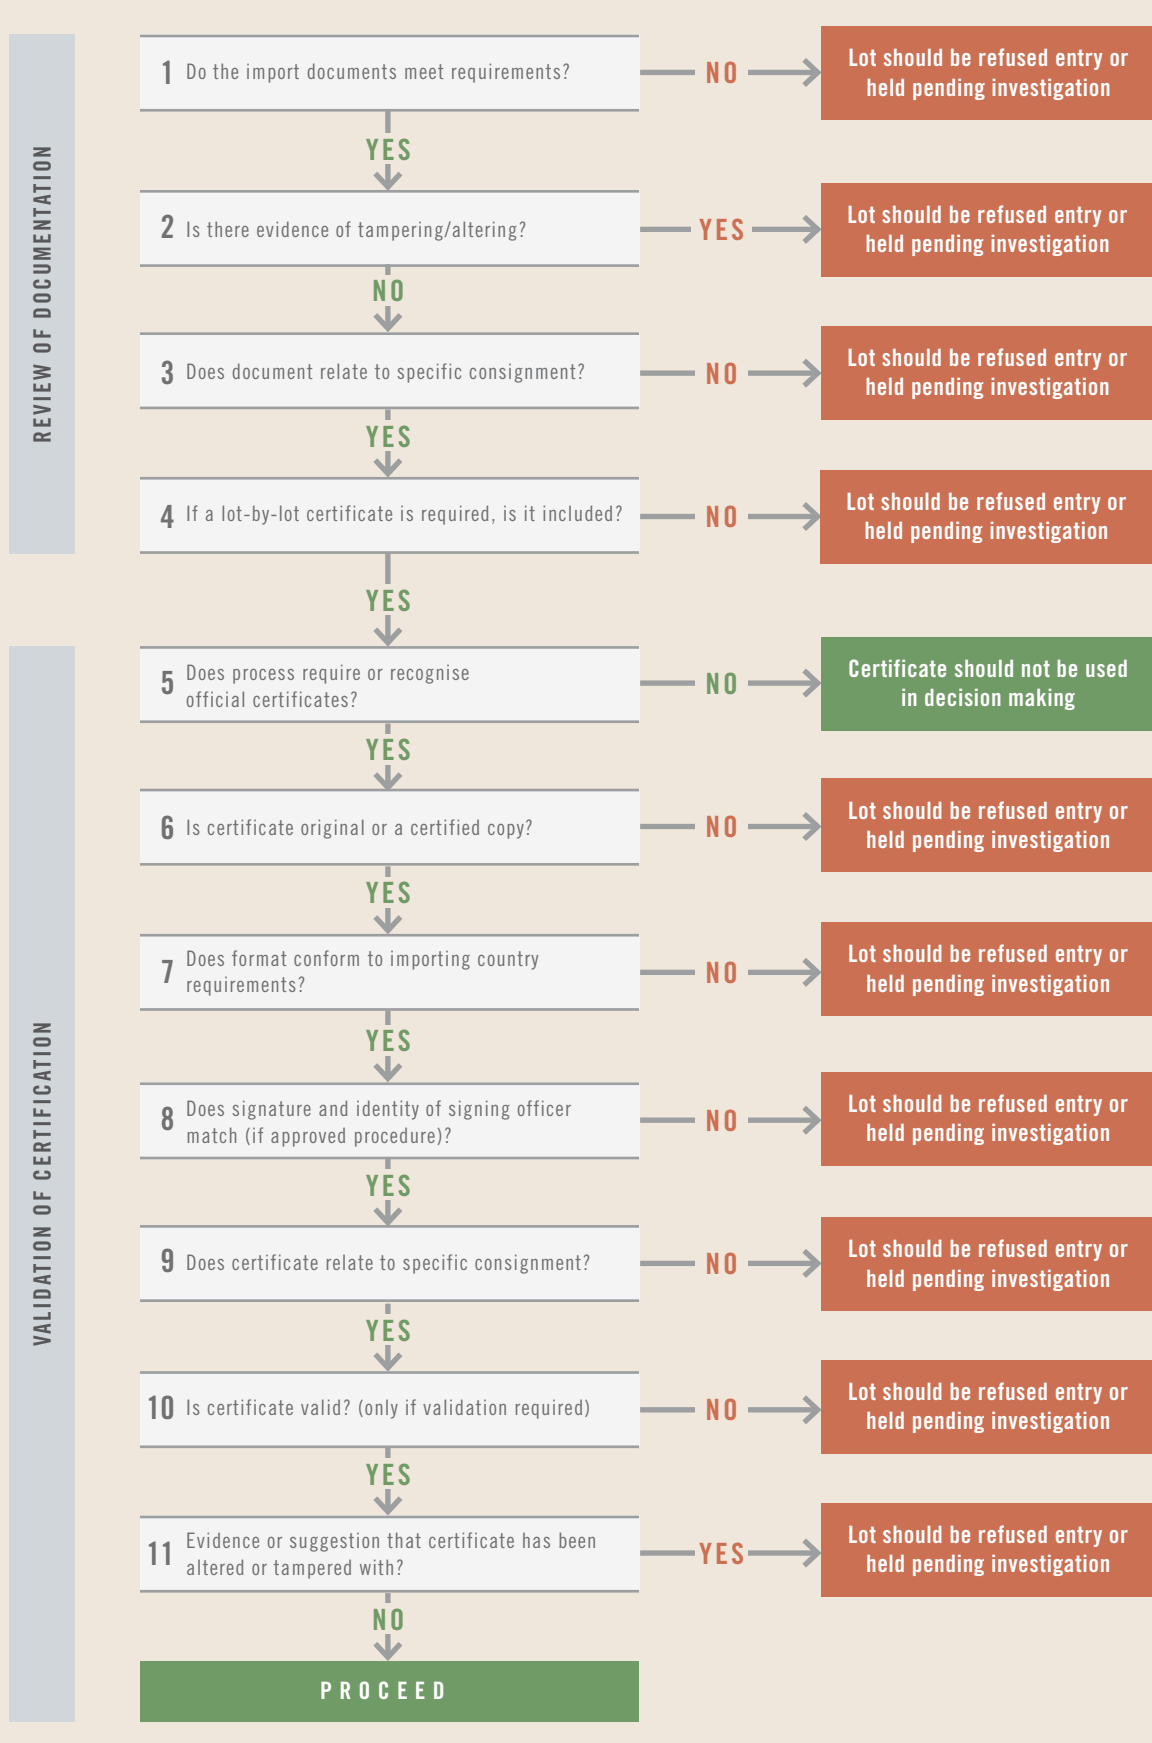 REVIEW OF DOCUMENTATION
1 Do the import documents meet requirements?
NO
Lot should be refused entry or
held pending investigation
YES
2 Is there evidence of tampering/altering?
YES
Lot should be refused entry or
held pending investigation
NO
3 Does document relate to specific consignment?
NO
Lot should be refused entry or
held pending investigation
YES
4 If a lot-by-lot certificate is required, is it included?
NO
Lot should be refused entry or
held pending investigation
YES
VALIDATION OF CERTIFICATION
5 Does process require or recognise
official certificates?
NO
Certificate should not be used
in decision making
YES
6 Is certificate original or a certified copy?
NO
Lot should be refused entry or
held pending investigation
YES
7 Does format conform to importing country
requirements?
NO
Lot should be refused entry or
held pending investigation
YES
8 Does signature and identity of signing officer
match (if approved procedure)?
NO
Lot should be refused entry or
held pending investigation
YES
9 Does certificate relate to specific consignment?
NO
Lot should be refused entry or
held pending investigation
YES
10 Is certificate valid? (only if validation required)
NO
Lot should be refused entry or
held pending investigation
YES
11 Evidence or suggestion that certificate has been
altered or tampered with?
YES
Lot should be refused entry or
held pending investigation
NO
PROCEED